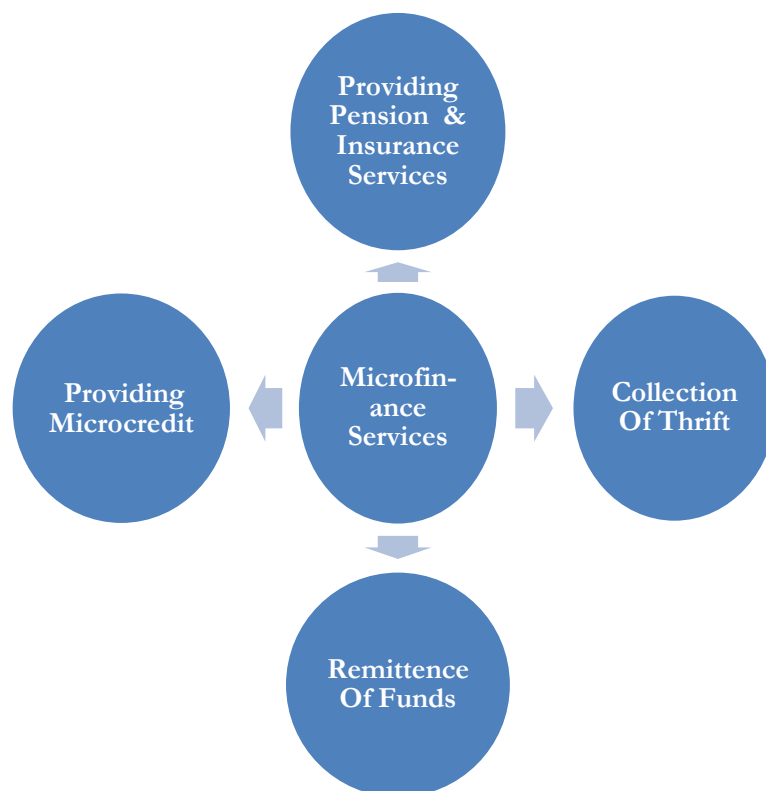 Providing
Pension &
Insurance
Services
Providing
Microcredit
Microfin-
ance
Services
Collection
Of Thrift
Remittence
Of Funds